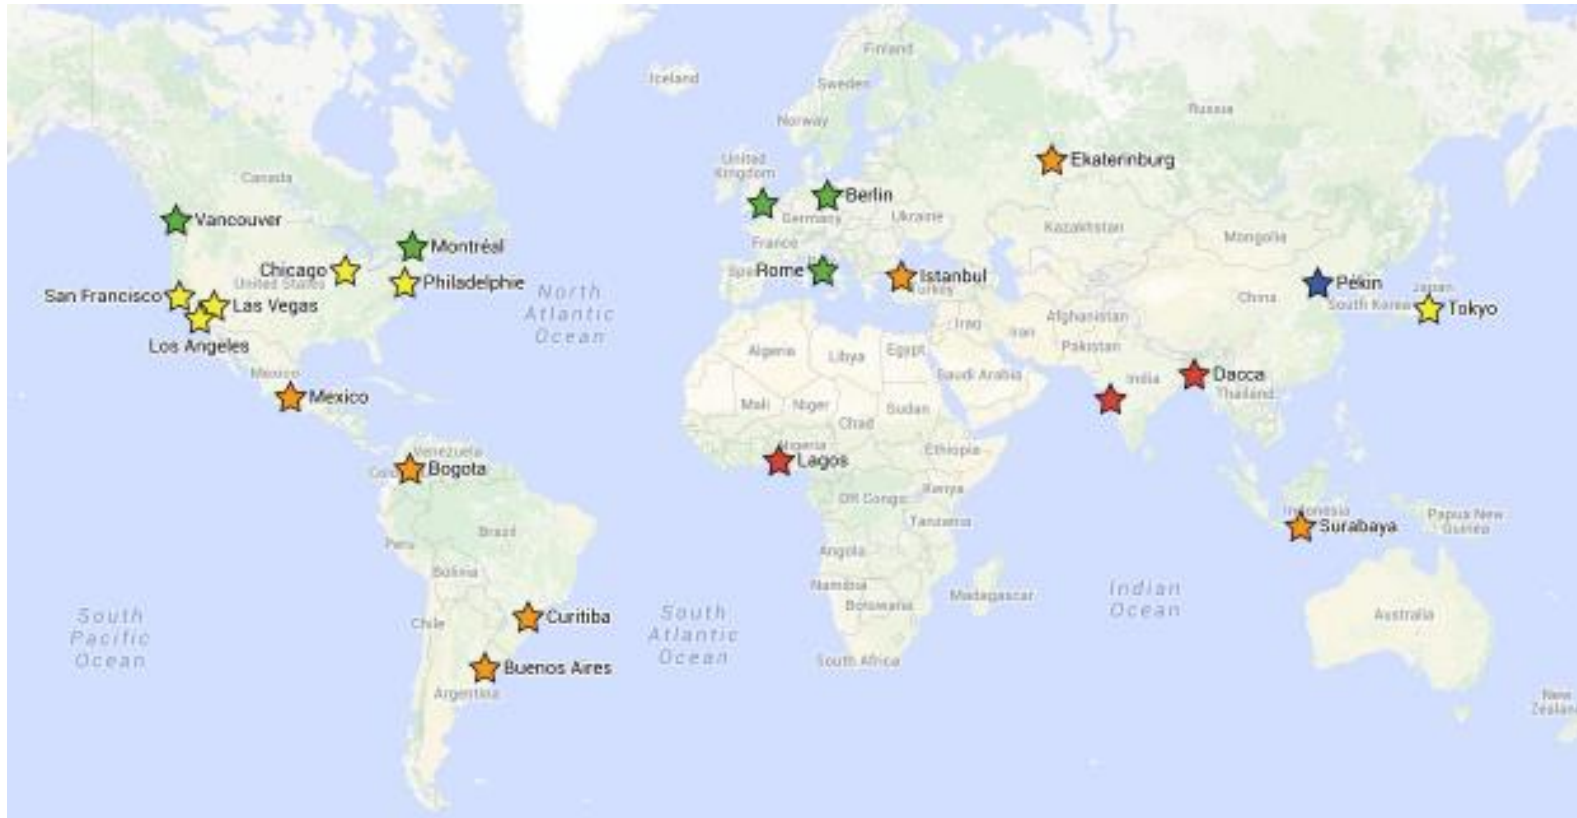 Iceland
Finland
Sweden
Norway
Russia
United
Kingdom
Ekaterinburg
Canada
Berlin
Germany
Ukraine
Vancouver
Kazakhstan
Mongolia
France
Montréal
Chicago
United States
Philadelphie
Rome
Istanbul
Turkey
Pékin
Japan
San Francisco
Las Vegas
North
Atlantic
Ocean
China
South Korea
Tokyo
Los Angeles
Iraq
Iran
Afghanistan
Pakistan
Algeria
Libya
Egypt
Saudi Arabia
India
Dacca
Thailand
Mexico
Mexico
Mali
Niger
Chad
Sudan
Venezuela
Bogota
Nigeria
Lagos
Ethiopia
Kenya
DR Congo
Tanzania
Indonesia
Surabaya
Papua New
Guinea
Brazil
Peru
Bolivia
Angola
Namibia
Botswana
Madagascar
Indian
Ocean
Australia
South
Pacific
Ocean
Chile
Curitiba
South
Atlantic
Ocean
South Africa
Buenos Aires
Argentina
New